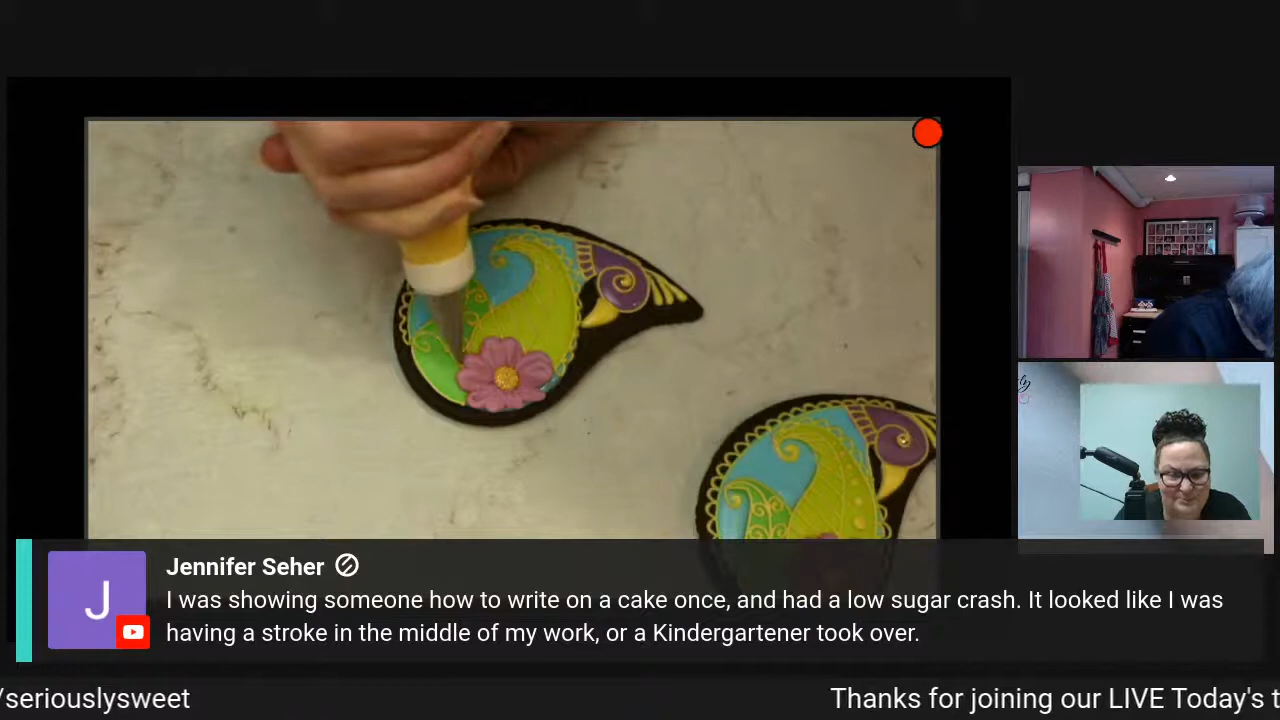 Jennifer Seher
I was showing someone how to write on a cake once, and had a low sugar crash. It looked like I was
having a stroke in the middle of my work, or a Kindergartener took over.
J
/seriouslysweet
Thanks for joining our LIVE Today's t